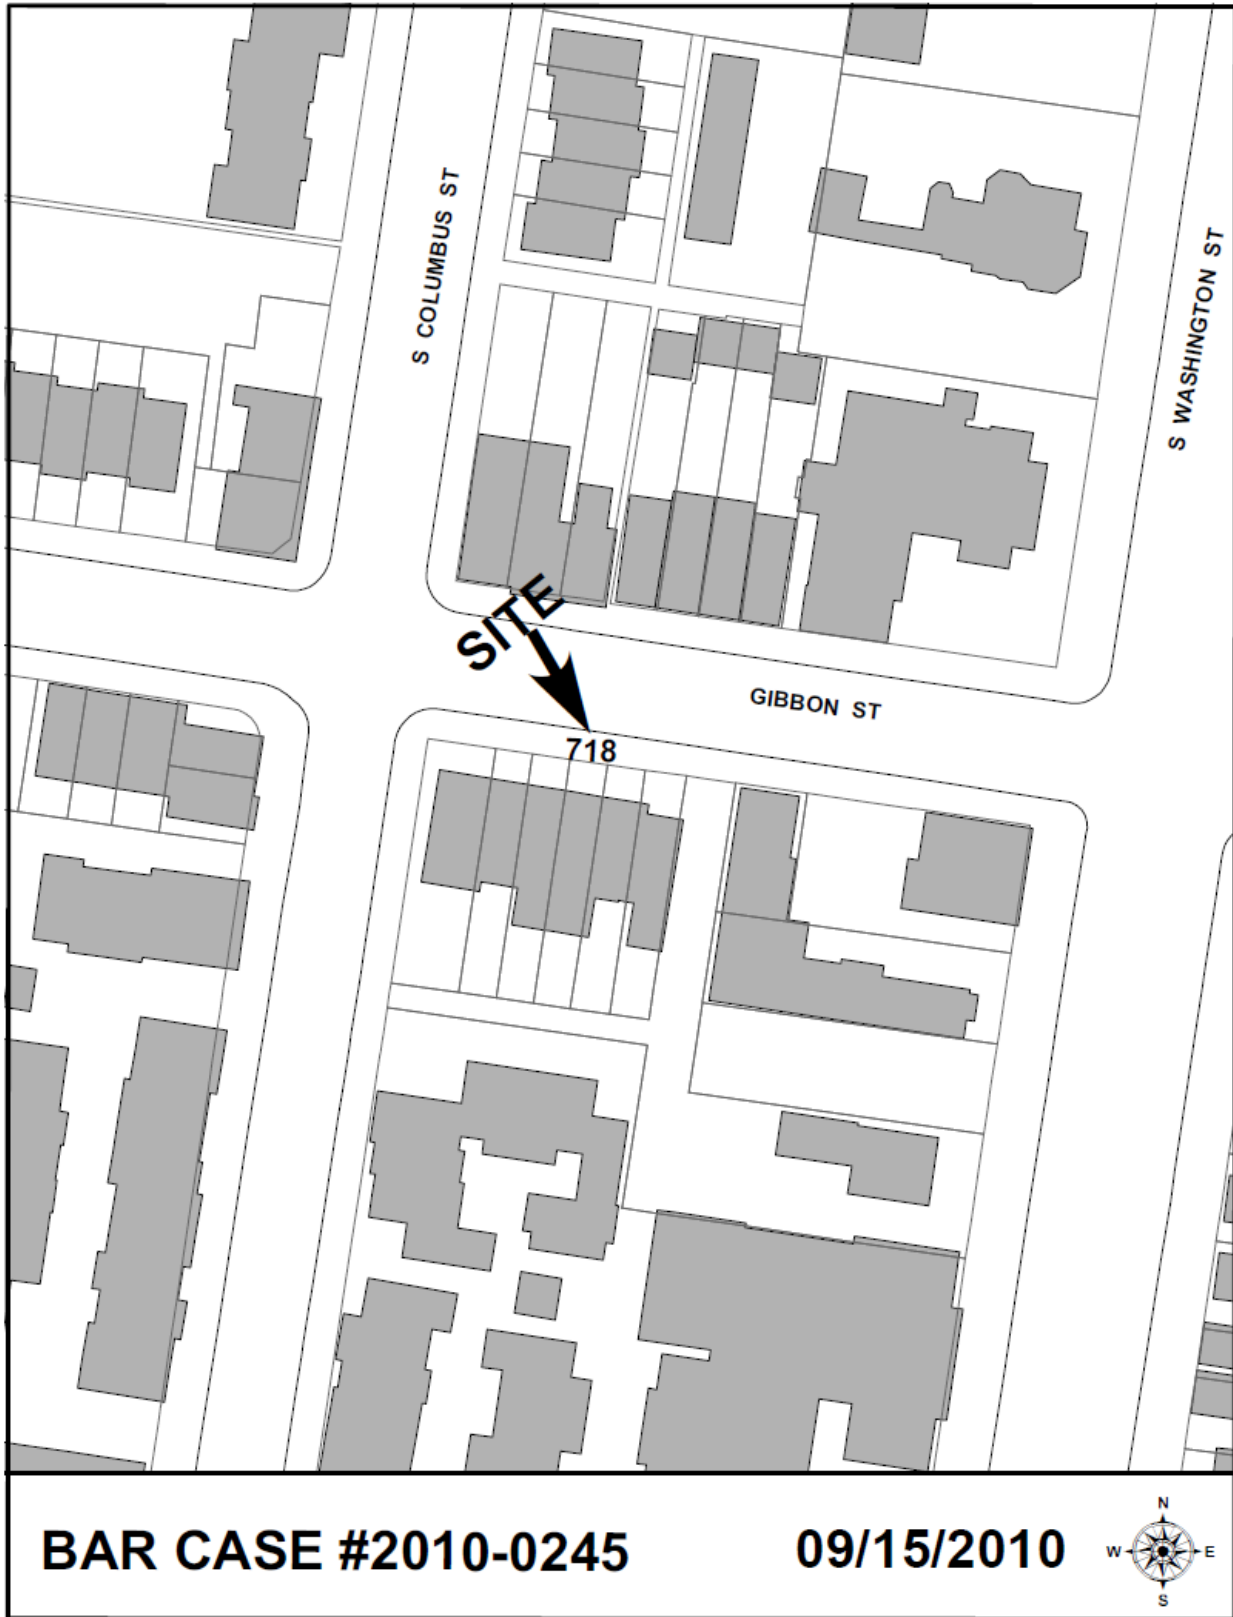 S COLUMBUS ST
S WASHINGTON ST
SITE
GIBBON ST
718
BAR CASE #2010-0245
09/15/2010
N
W E
S